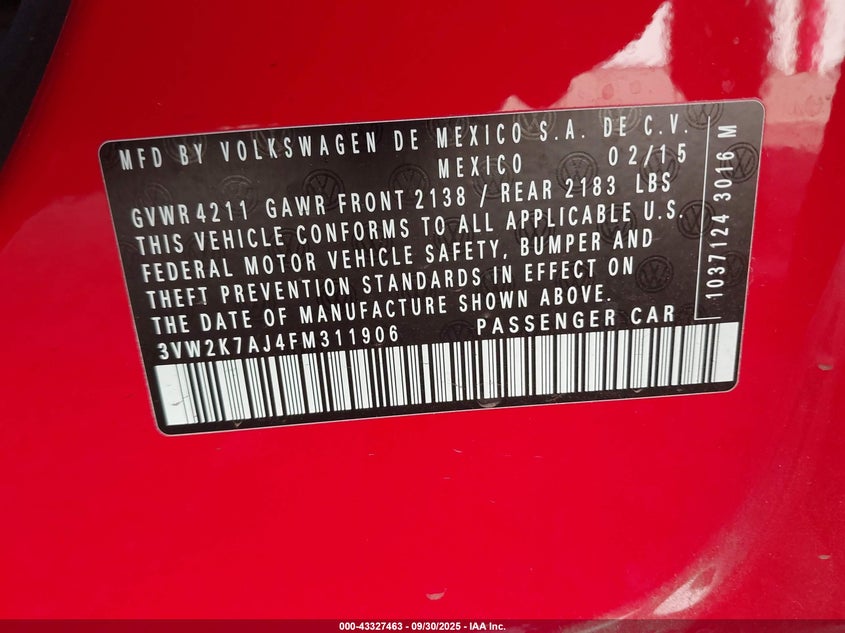 MFD BY VOLKSWAGEN DE MEXICO S.A. DE C.V.
MEXICO 02/15
GVWR 4211 GAWR FRONT 2138 / REAR 2183 LBS
THIS VEHICLE CONFORMS TO ALL APPLICABLE U.S.
FEDERAL MOTOR VEHICLE SAFETY, BUMPER AND
THEFT PREVENTION STANDARDS IN EFFECT ON
THE DATE OF MANUFACTURE SHOWN ABOVE.
3VW2K7AJ4FM311906 PASSENGER CAR
1037124 3016 M
000-43327463 - 09/30/2025 - IAA Inc.